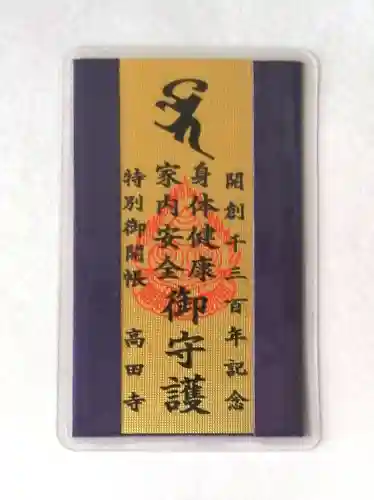 開創千三百年記念
身体健康
家内安全
御守護
特別御開帳 高田寺